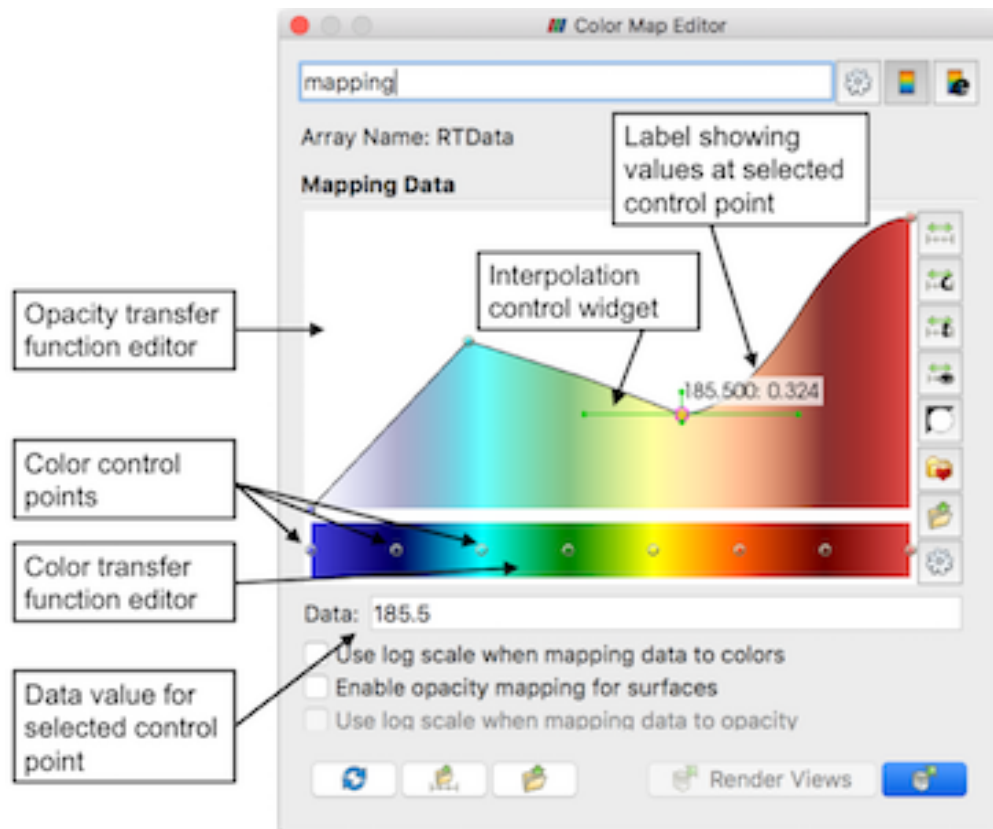 Color Map Editor
mapping
Array Name: RTData
Label showing
values at selected
control point
Mapping Data
Interpolation
control widget
Opacity transfer
function editor
185.500: 0.324
Color control
points
Color transfer
function editor
Data: 185.5
Use log scale when mapping data to colors
Enable opacity mapping for surfaces
Use log scale when mapping data to opacity
Data value for
selected control
point
Render Views